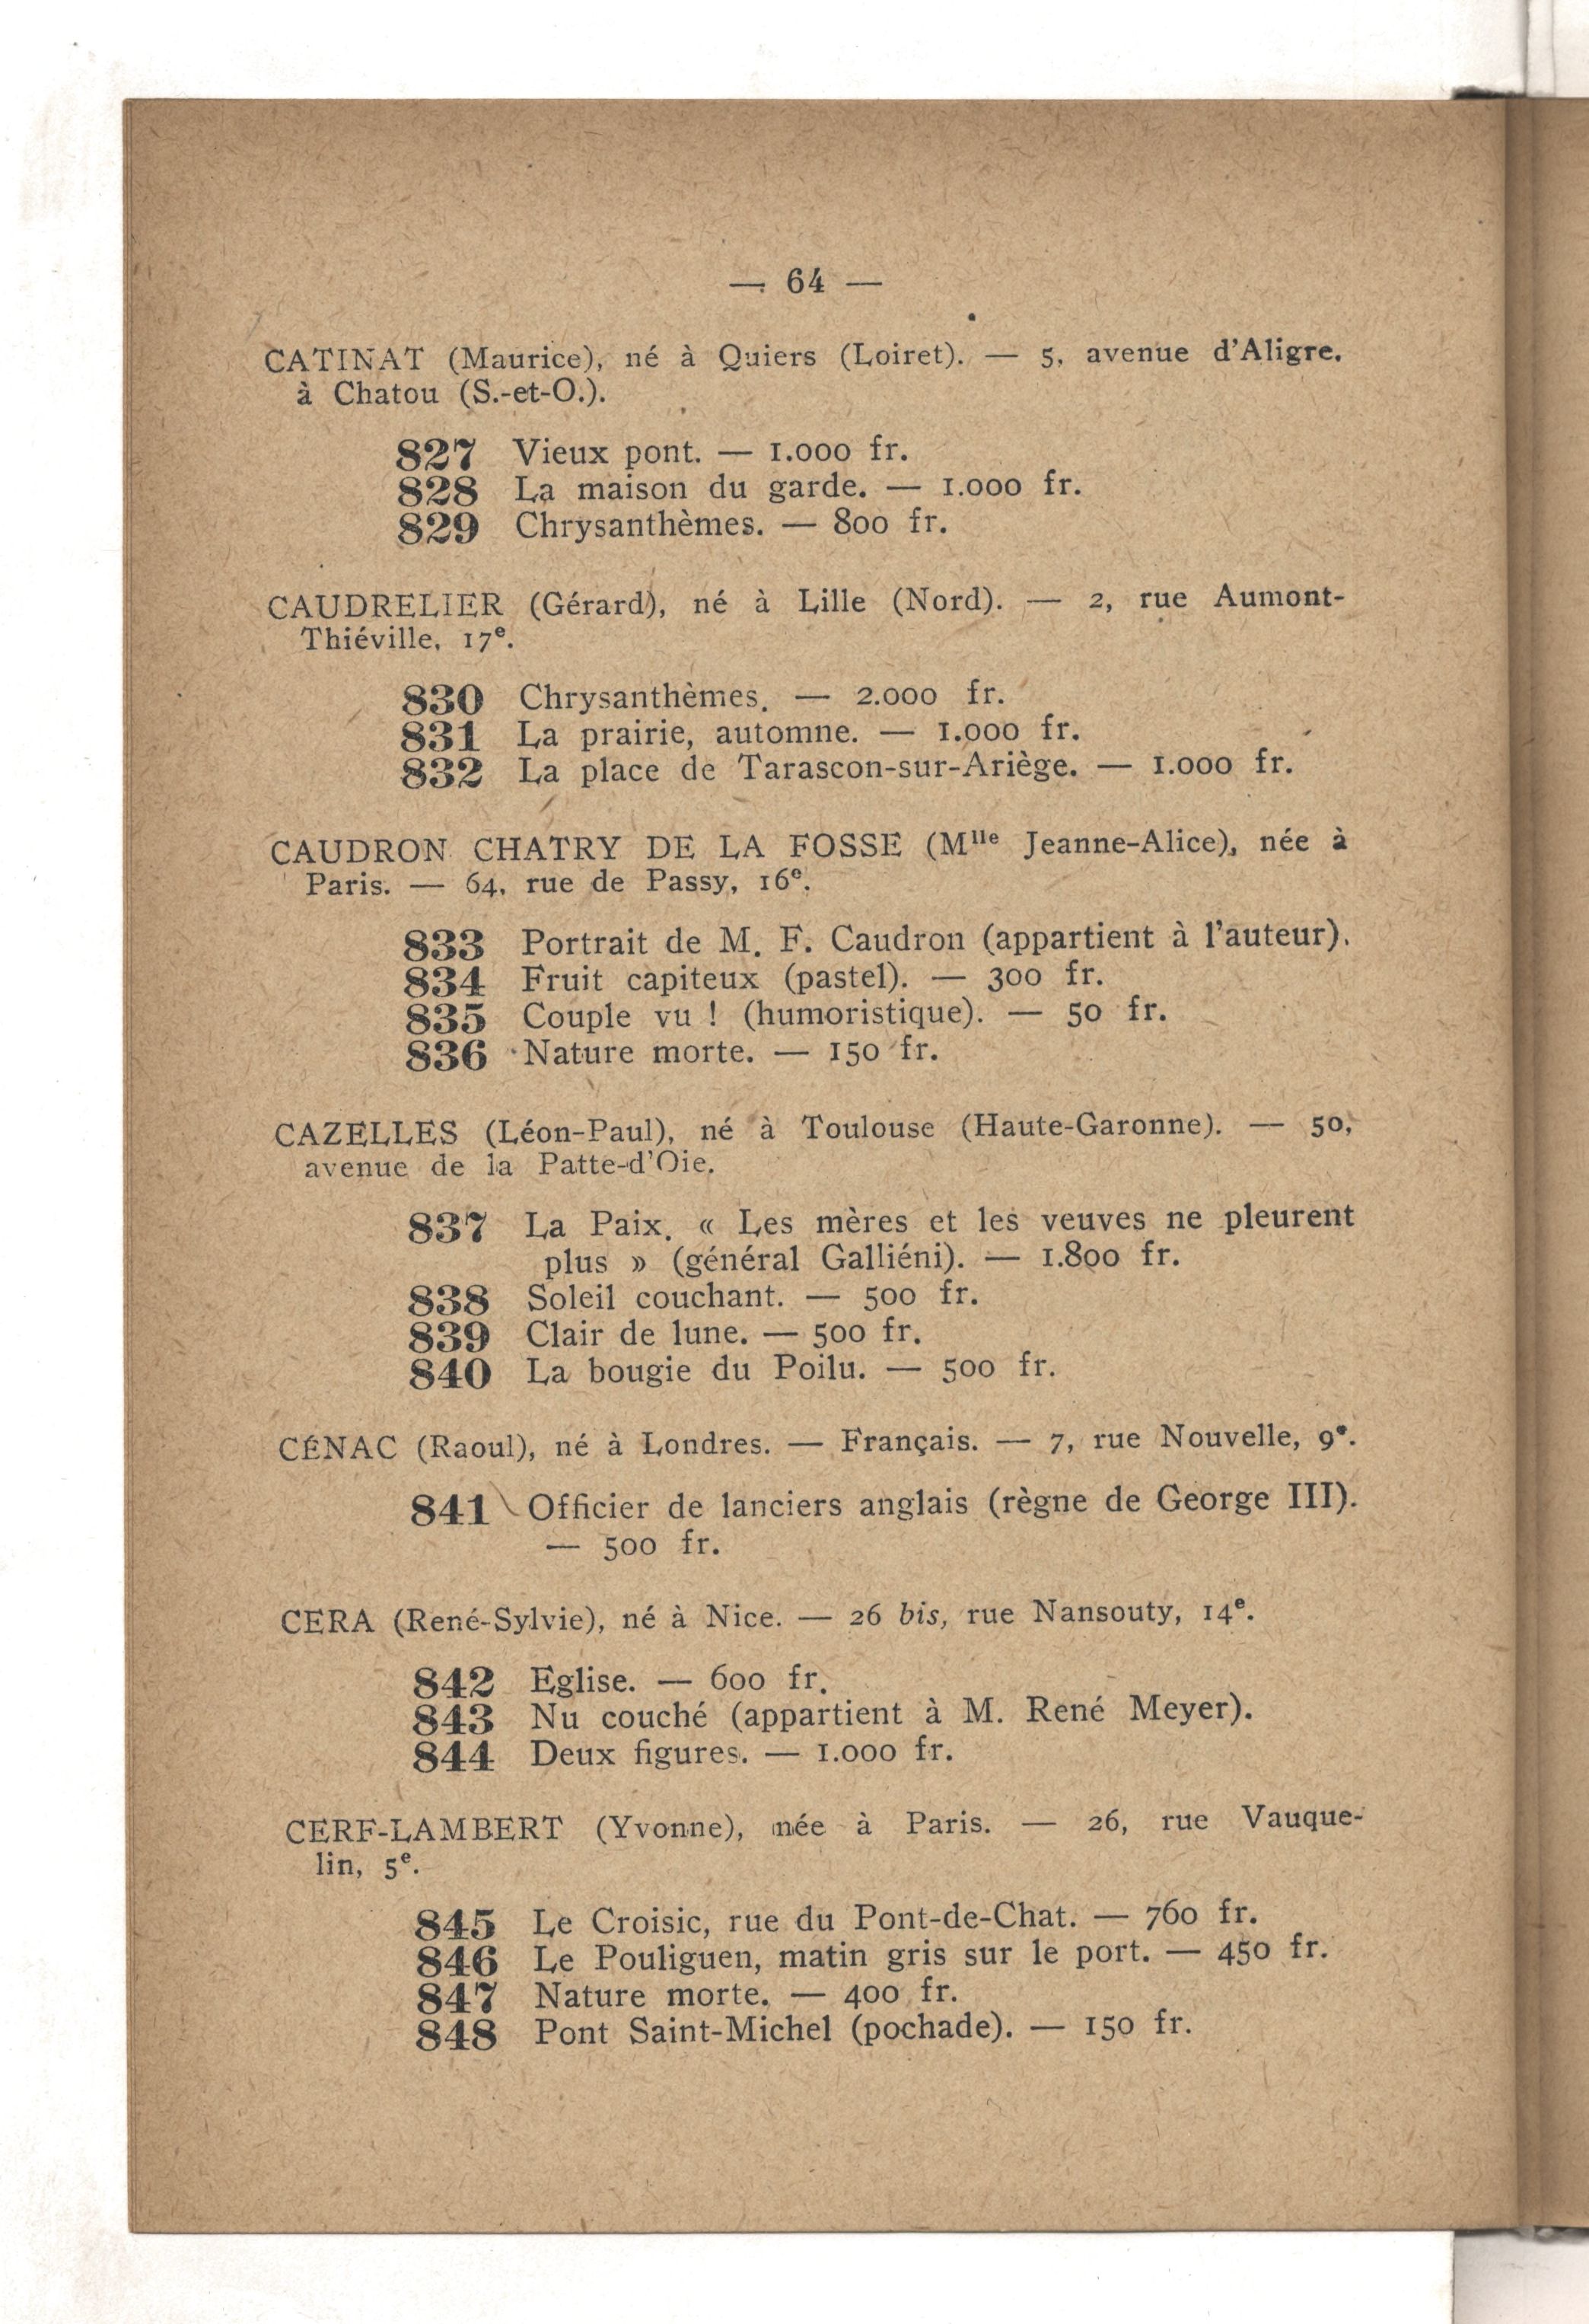 — 64 —
CATINAT (Maurice), né à Quiers (Loiret). — 5, avenue d'Aligre.
à Chatou (S.-et-O.).
827 Vieux pont. — 1.000 fr.
828 La maison du garde. — 1.000 fr.
829 Chrysanthèmes. — 800 fr.
CAUDRELIER (Gérard), né à Lille (Nord). — 2, rue Aumont-
Thiéville, 17e.
830 Chrysanthèmes. — 2.000 fr.
831 La prairie, automne. — 1.000 fr.
832 La place de Tarascon-sur-Ariège. — 1.000 fr.
CAUDRON CHATRY DE LA FOSSE (Mlle Jeanne-Alice), née à
Paris. — 64, rue de Passy, 16e.
833 Portrait de M. F. Caudron (appartient à l'auteur).
834 Fruit capiteux (pastel). — 300 fr.
835 Couple vu ! (humoristique). — 50 fr.
836 Nature morte. — 150 fr.
CAZELLES (Léon-Paul), né à Toulouse (Haute-Garonne). — 50,
avenue de la Patte-d'Oie.
837 La Paix. « Les mères et les veuves ne pleurent
plus » (général Galliéni). — 1.800 fr.
838 Soleil couchant. — 500 fr.
839 Clair de lune. — 500 fr.
840 La bougie du Poilu. — 500 fr.
CÉNAC (Raoul), né à Londres. — Français. — 7, rue Nouvelle, 9e.
841 Officier de lanciers anglais (règne de George III).
— 500 fr.
CERA (René-Sylvie), né à Nice. — 26 bis, rue Nansouty, 14e.
842 Eglise. — 600 fr.
843 Nu couché (appartient à M. René Meyer).
844 Deux figures. — 1.000 fr.
CERF-LAMBERT (Yvonne), née à Paris. — 26, rue Vauque-
lin, 5e.
845 Le Croisic, rue du Pont-de-Chat. — 760 fr.
846 Le Pouliguen, matin gris sur le port. — 450 fr.
847 Nature morte. — 400 fr.
848 Pont Saint-Michel (pochade). — 150 fr.